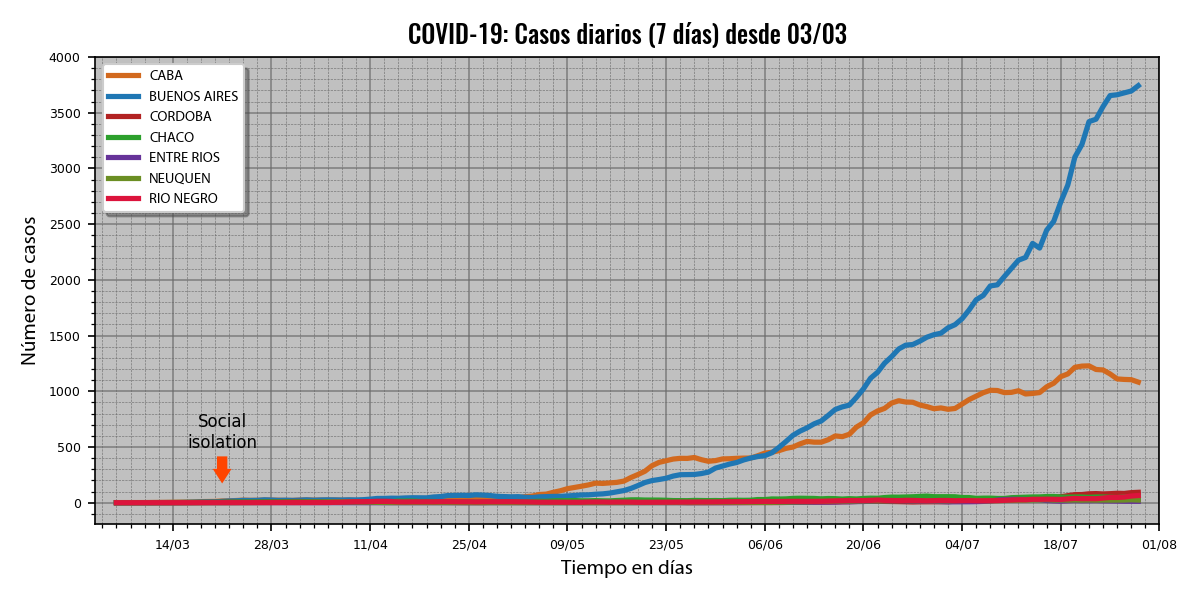 COVID-19: Casos diarios (7 días) desde 03/03
4000
3500
3000
2500
2000
1500
1000
500
0
Número de casos
CABA
BUENOS AIRES
CORDOBA
CHACO
ENTRE RIOS
NEUQUEN
RIO NEGRO
Social
isolation
14/03 28/03 11/04 25/04 09/05 23/05 06/06 20/06 04/07 18/07 01/08
Tiempo en días